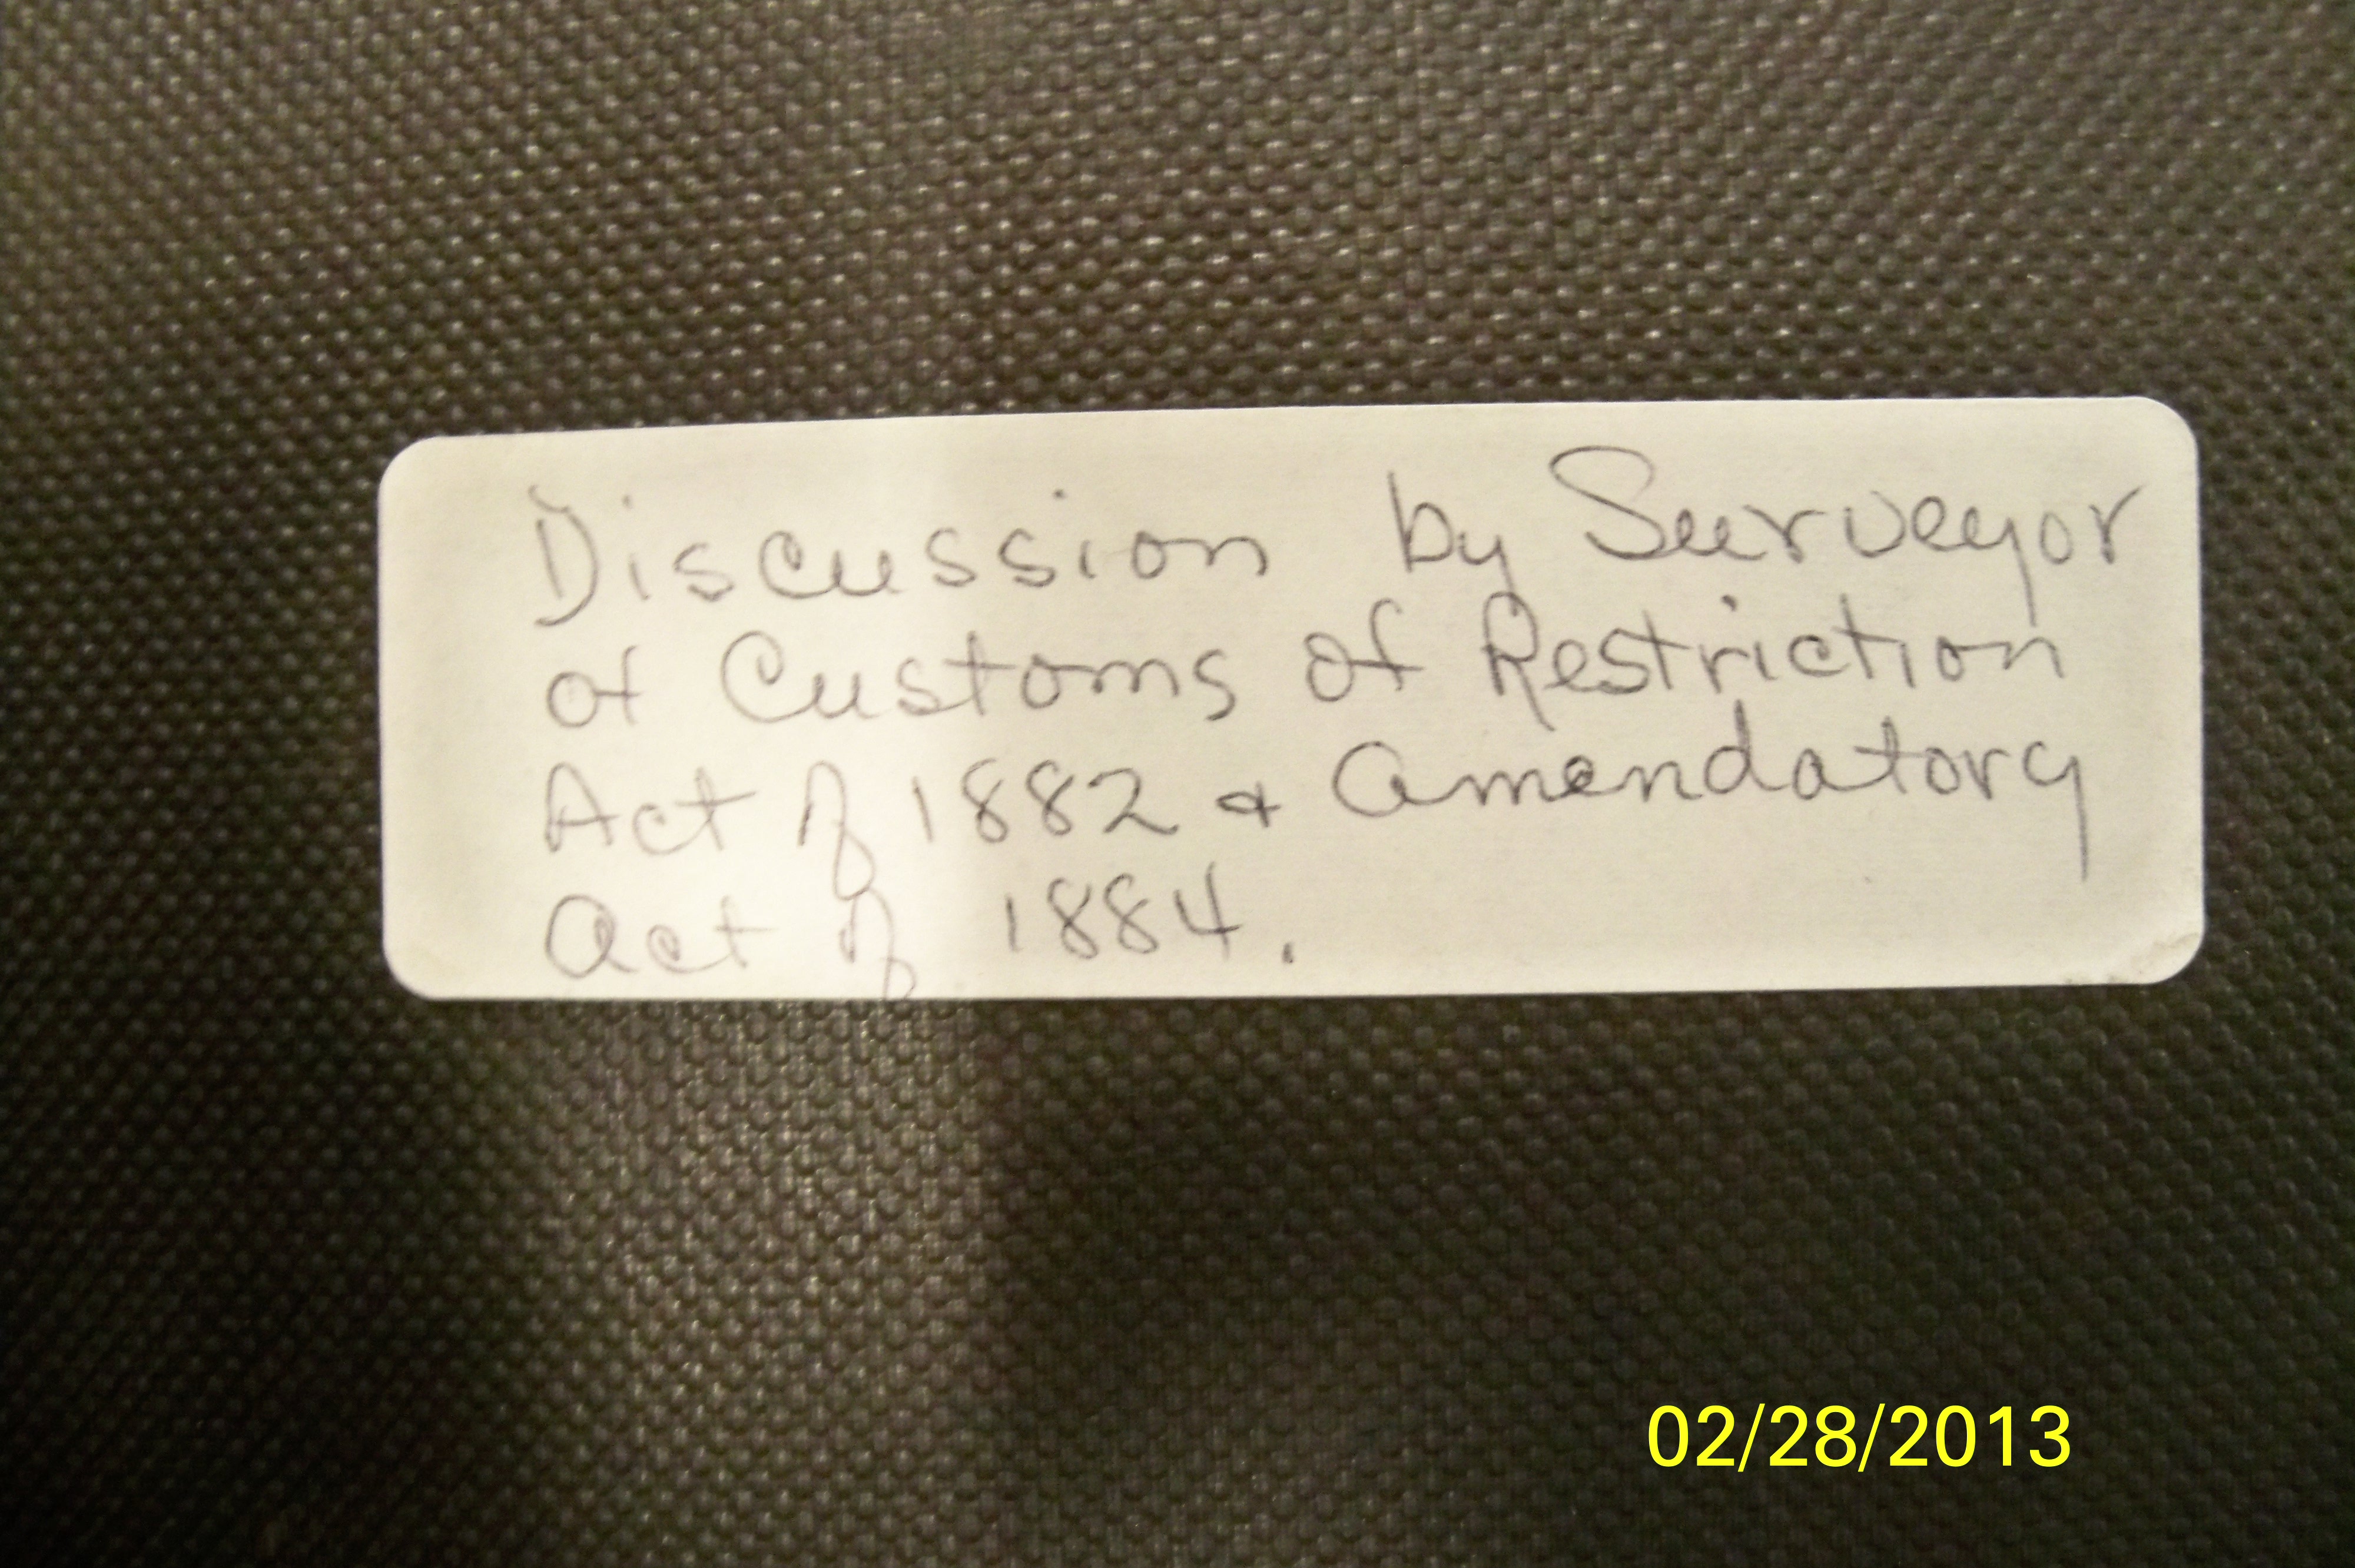 Discussion by Surveyor
of Customs of Restriction
Act of 1882 & Amendatory
Act of 1884.
02/28/2013